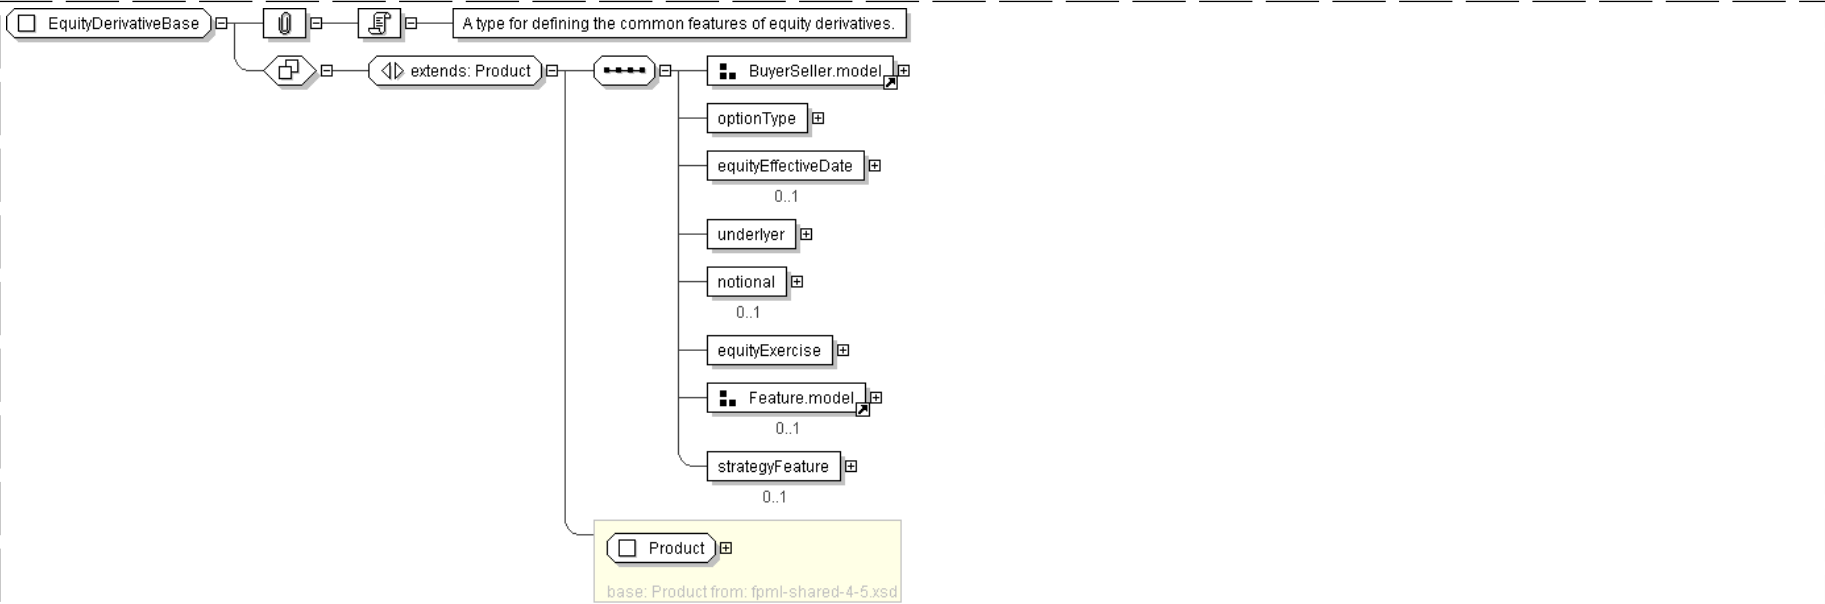 EquityDerivativeBase
A type for defining the common features of equity derivatives.
extends: Product
BuyerSeller.model
optionType
equityEffectiveDate
0..1
underlyer
notional
0..1
equityExercise
Feature.model
0..1
strategyFeature
0..1
Product
base: Product from: fpml-shared-4-5.xsd